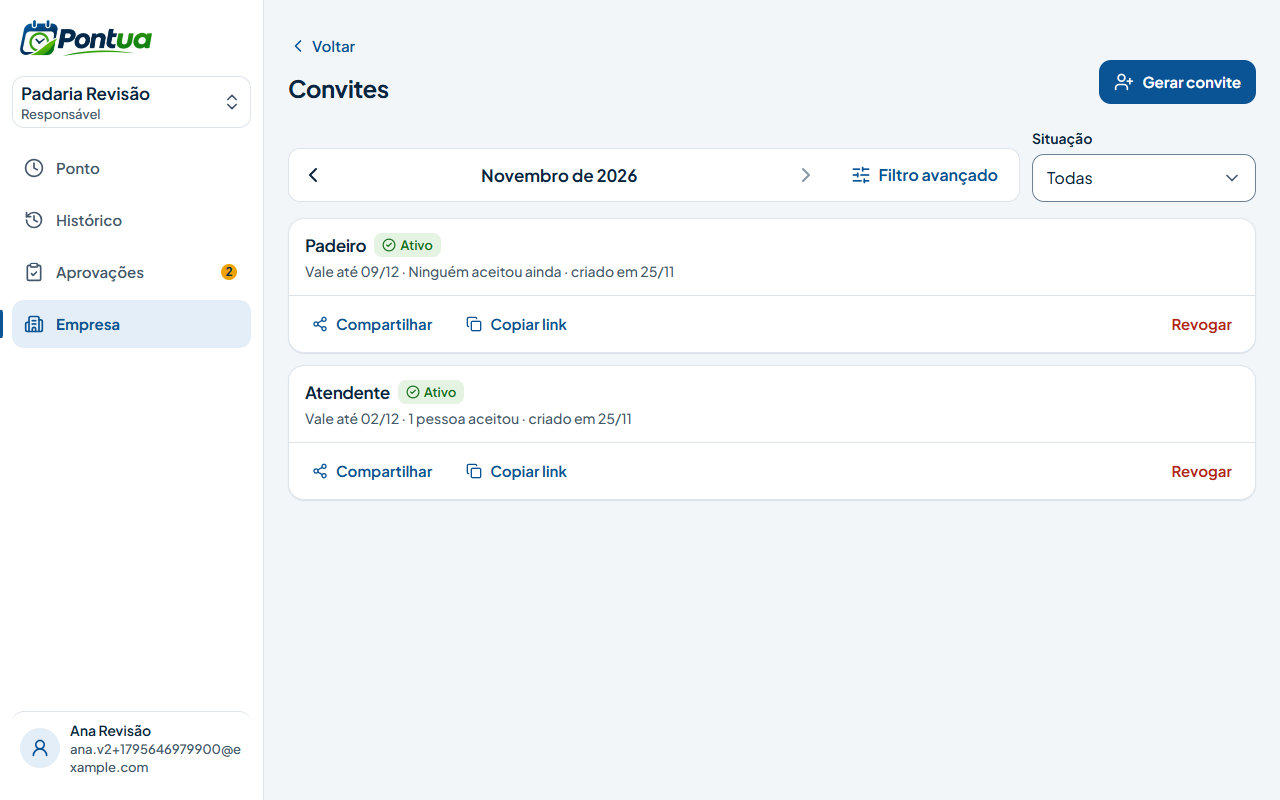 Pontua
Padaria Revisão
Responsável
Ponto
Histórico
Aprovações 2
Empresa
Ana Revisão
ana.v2+1795646979900@e
xample.com
Voltar
Convites
Gerar convite
Novembro de 2026
Filtro avançado
Situação
Todas
Padeiro Ativo
Vale até 09/12 · Ninguém aceitou ainda · criado em 25/11
Compartilhar Copiar link Revogar
Atendente Ativo
Vale até 02/12 · 1 pessoa aceitou · criado em 25/11
Compartilhar Copiar link Revogar